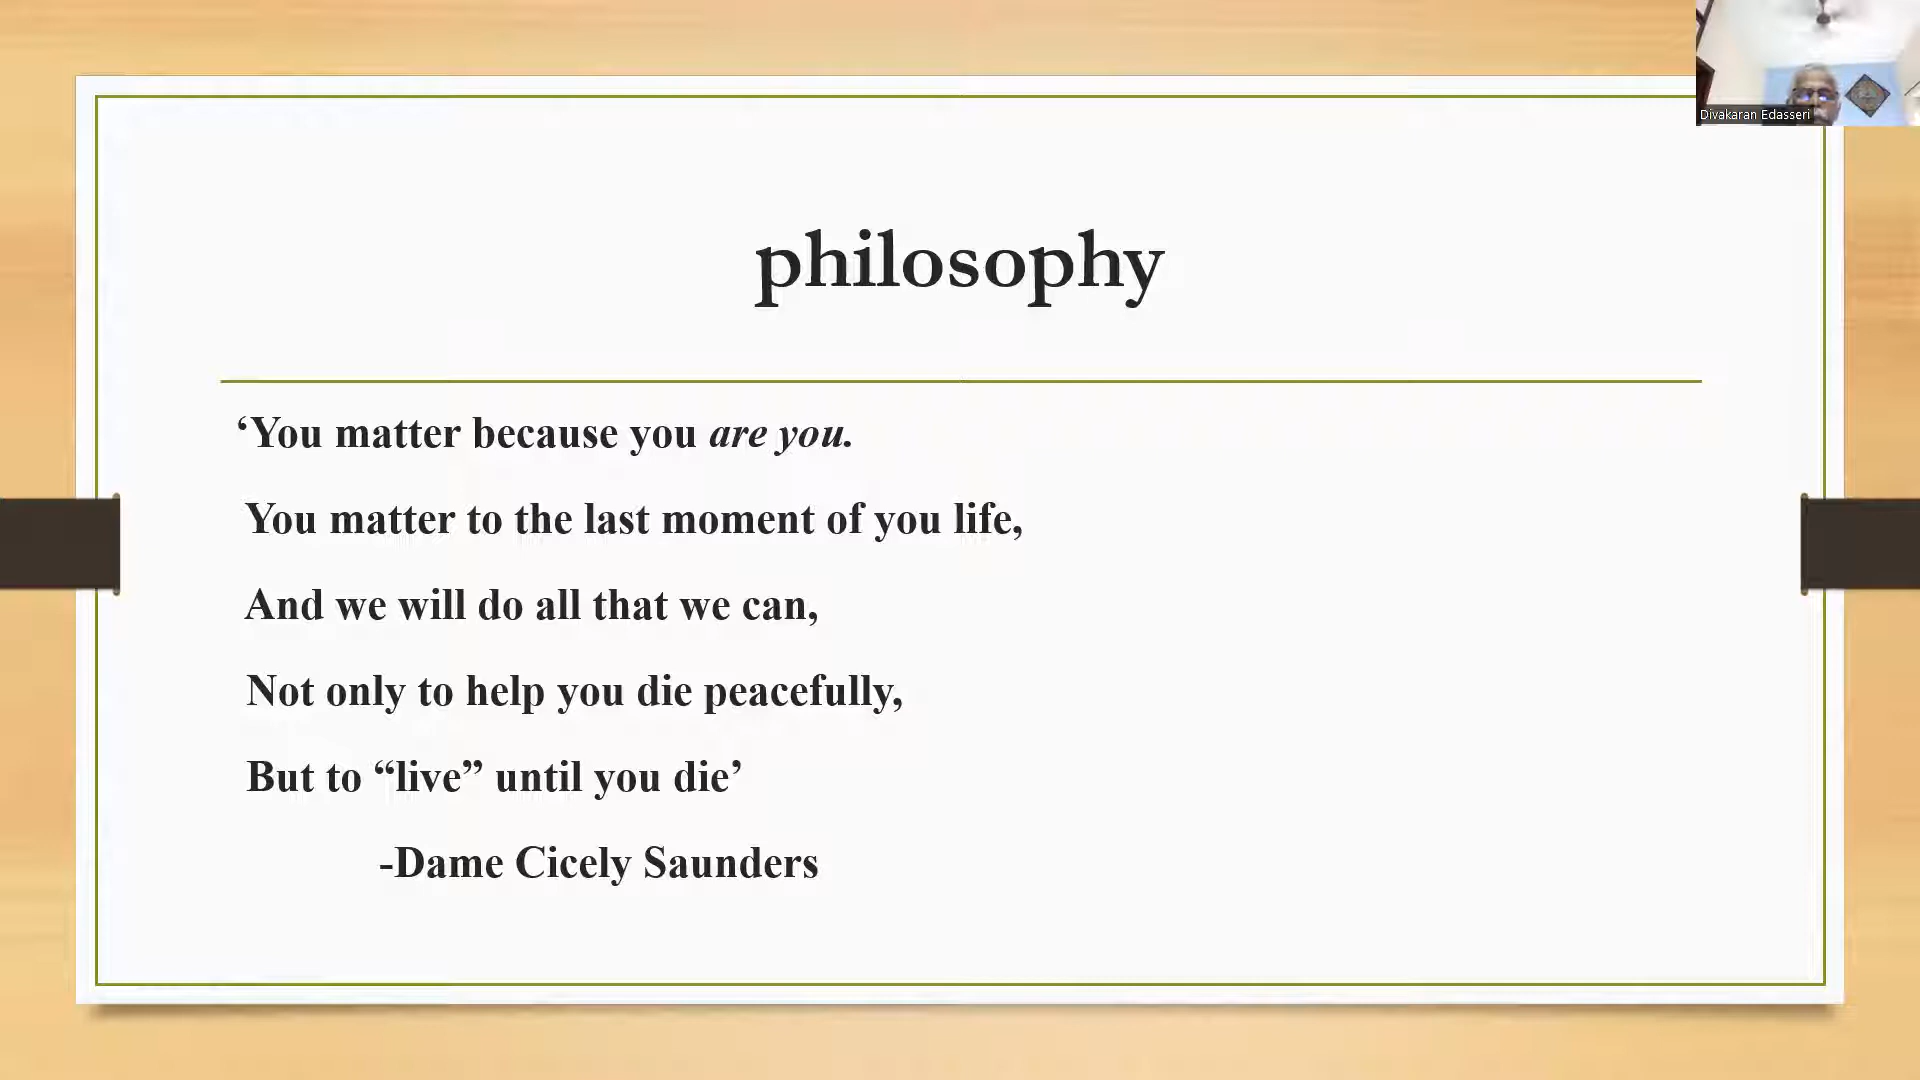 Divakaran Edasseri
philosophy
‘You matter because you are you.
You matter to the last moment of you life,
And we will do all that we can,
Not only to help you die peacefully,
But to “live” until you die’
-Dame Cicely Saunders